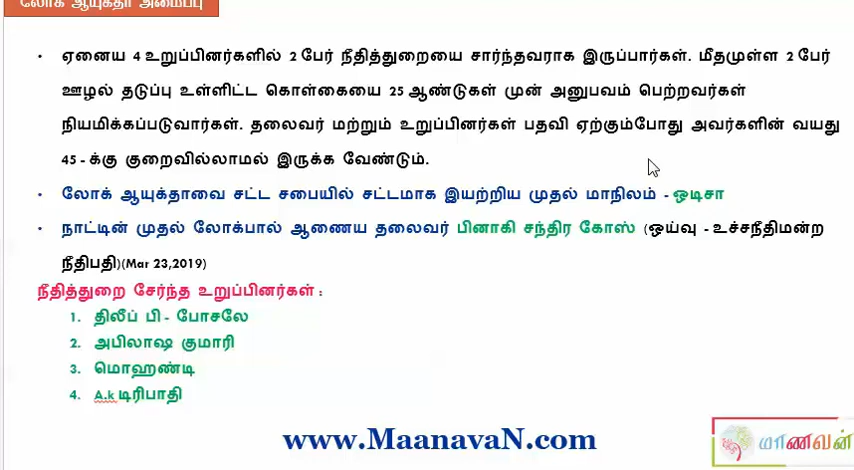 லோக் ஆயுக்தா அமைப்பு
• ஏனைய 4 உறுப்பினர்களில் 2 பேர் நீதித்துறையை சார்ந்தவராக இருப்பார்கள். மீதமுள்ள 2 பேர்
ஊழல் தடுப்பு உள்ளிட்ட கொள்கையை 25 ஆண்டுகள் முன் அனுபவம் பெற்றவர்கள்
நியமிக்கப்படுவார்கள். தலைவர் மற்றும் உறுப்பினர்கள் பதவி ஏற்கும்போது அவர்களின் வயது
45 - க்கு குறைவில்லாமல் இருக்க வேண்டும்.
• லோக் ஆயுக்தாவை சட்ட சபையில் சட்டமாக இயற்றிய முதல் மாநிலம் - ஒடிசா
• நாட்டின் முதல் லோக்பால் ஆணைய தலைவர் பினாகி சந்திர கோஸ் (ஒய்வு - உச்சநீதிமன்ற
நீதிபதி)(Mar 23,2019)
நீதித்துறை சேர்ந்த உறுப்பினர்கள் :
1. திலீப் பி - போசலே
2. அபிலாஷ குமாரி
3. மொஹண்டி
4. A.k டிரிபாதி
www.MaanavaN.com
மாணவன்